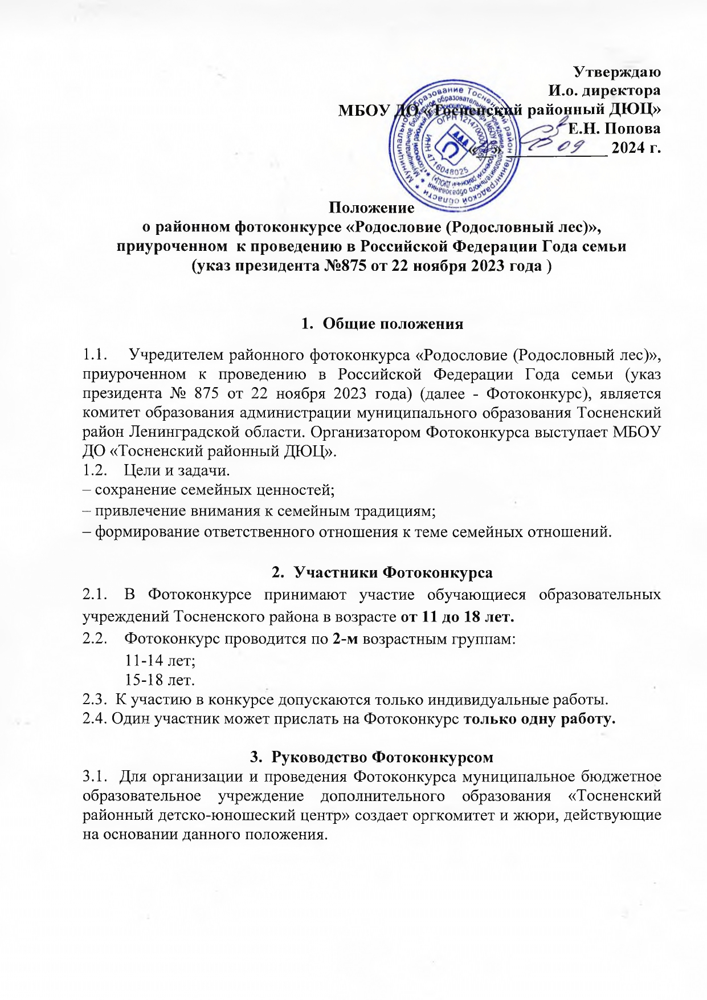 Утверждаю
И.о. директора
МБОУ ДО «Тосненский районный ДЮЦ»
Е.Н. Попова
« » 09 2024 г.
Муниципальное образование Тосненский район Ленинградской области
ОГРН
ИНН 4716048025
Положение
о районном фотоконкурсе «Родословие (Родословный лес)»,
приуроченном к проведению в Российской Федерации Года семьи
(указ президента №875 от 22 ноября 2023 года )
1. Общие положения
1.1. Учредителем районного фотоконкурса «Родословие (Родословный лес)»,
приуроченном к проведению в Российской Федерации Года семьи (указ
президента № 875 от 22 ноября 2023 года) (далее - Фотоконкурс), является
комитет образования администрации муниципального образования Тосненский
район Ленинградской области. Организатором Фотоконкурса выступает МБОУ
ДО «Тосненский районный ДЮЦ».
1.2. Цели и задачи.
– сохранение семейных ценностей;
– привлечение внимания к семейным традициям;
– формирование ответственного отношения к теме семейных отношений.
2. Участники Фотоконкурса
2.1. В Фотоконкурсе принимают участие обучающиеся образовательных
учреждений Тосненского района в возрасте от 11 до 18 лет.
2.2. Фотоконкурс проводится по 2-м возрастным группам:
11-14 лет;
15-18 лет.
2.3. К участию в конкурсе допускаются только индивидуальные работы.
2.4. Один участник может прислать на Фотоконкурс только одну работу.
3. Руководство Фотоконкурсом
3.1. Для организации и проведения Фотоконкурса муниципальное бюджетное
образовательное учреждение дополнительного образования «Тосненский
районный детско-юношеский центр» создает оргкомитет и жюри, действующие
на основании данного положения.